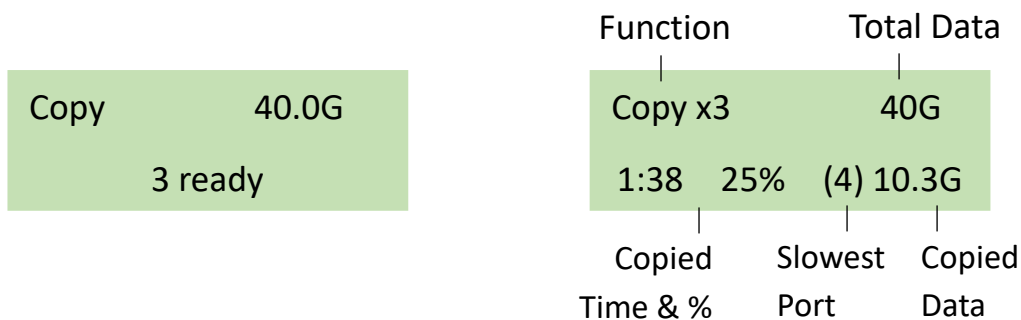 Copy 40.0G
3 ready
Function Total Data
Copy x3 40G
1:38 25% (4) 10.3G
Copied Time & %
Slowest Port
Copied Data